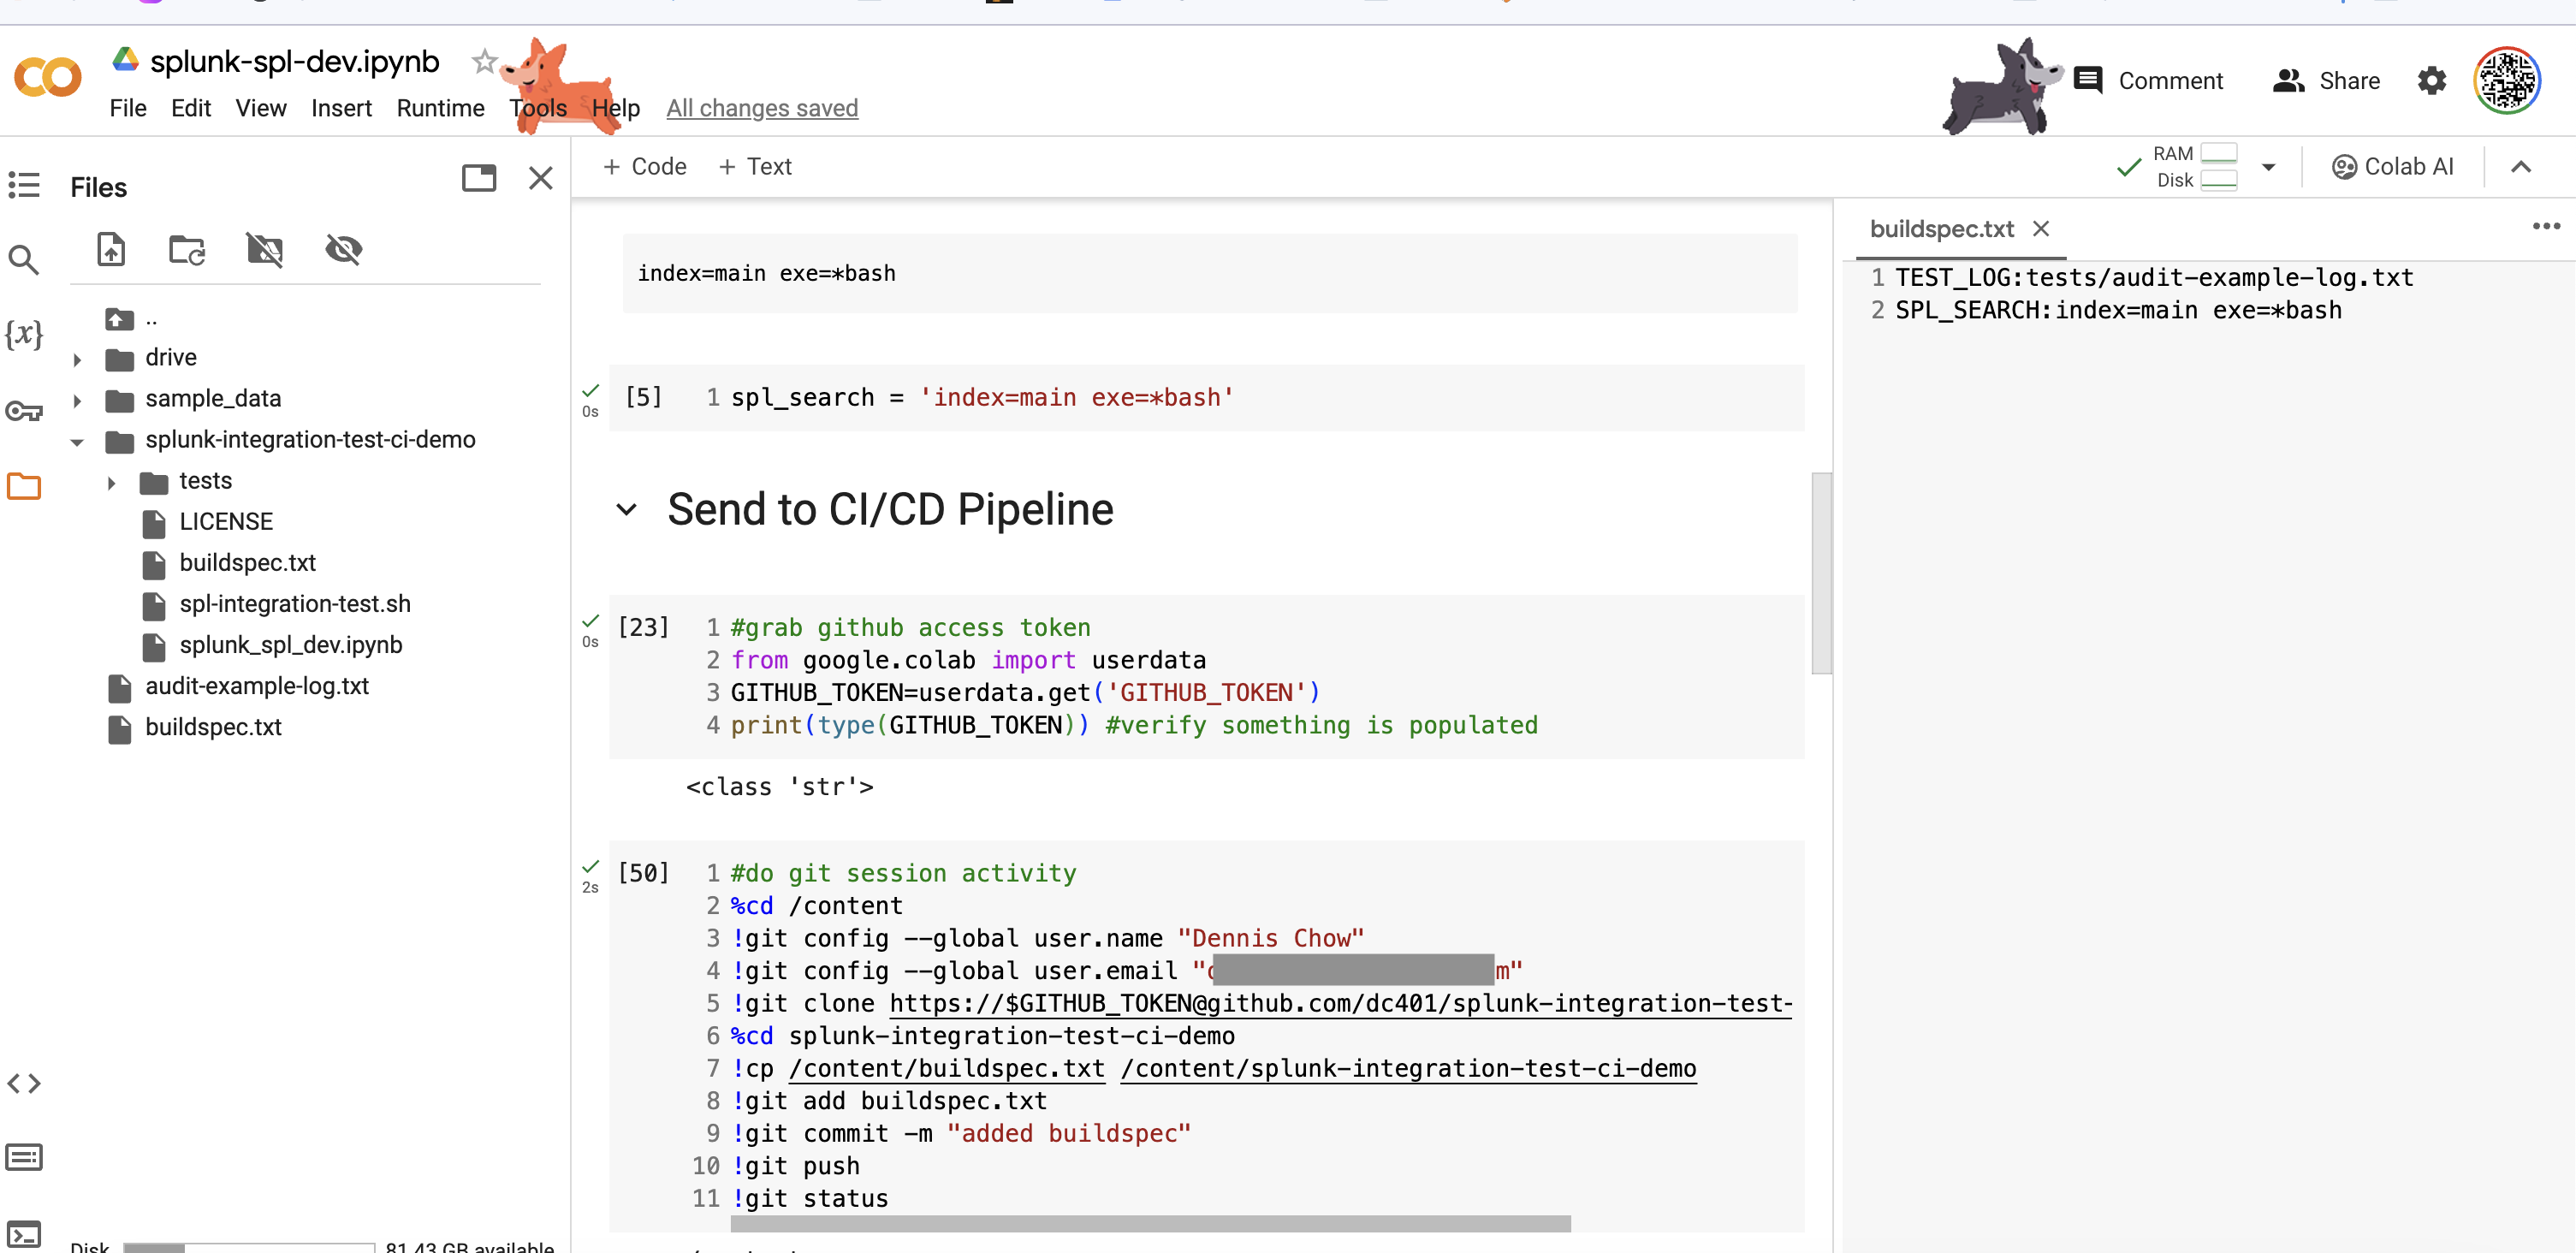 splunk-spl-dev.ipynb
File Edit View Insert Runtime Tools Help All changes saved
Comment
Share
Files
+ Code + Text
RAM
Disk
Colab AI
..
drive
sample_data
splunk-integration-test-ci-demo
tests
LICENSE
buildspec.txt
spl-integration-test.sh
splunk_spl_dev.ipynb
audit-example-log.txt
buildspec.txt
Disk 81.43 GB available
index=main exe=*bash
0s
[5] 1 spl_search = 'index=main exe=*bash'
Send to CI/CD Pipeline
0s
[23] 1 #grab github access token
2 from google.colab import userdata
3 GITHUB_TOKEN=userdata.get('GITHUB_TOKEN')
4 print(type(GITHUB_TOKEN)) #verify something is populated
<class 'str'>
2s
[50] 1 #do git session activity
2 %cd /content
3 !git config --global user.name "Dennis Chow"
4 !git config --global user.email " m"
5 !git clone https://$GITHUB_TOKEN@github.com/dc401/splunk-integration-test-
6 %cd splunk-integration-test-ci-demo
7 !cp /content/buildspec.txt /content/splunk-integration-test-ci-demo
8 !git add buildspec.txt
9 !git commit -m "added buildspec"
10 !git push
11 !git status
buildspec.txt
1 TEST_LOG:tests/audit-example-log.txt
2 SPL_SEARCH:index=main exe=*bash